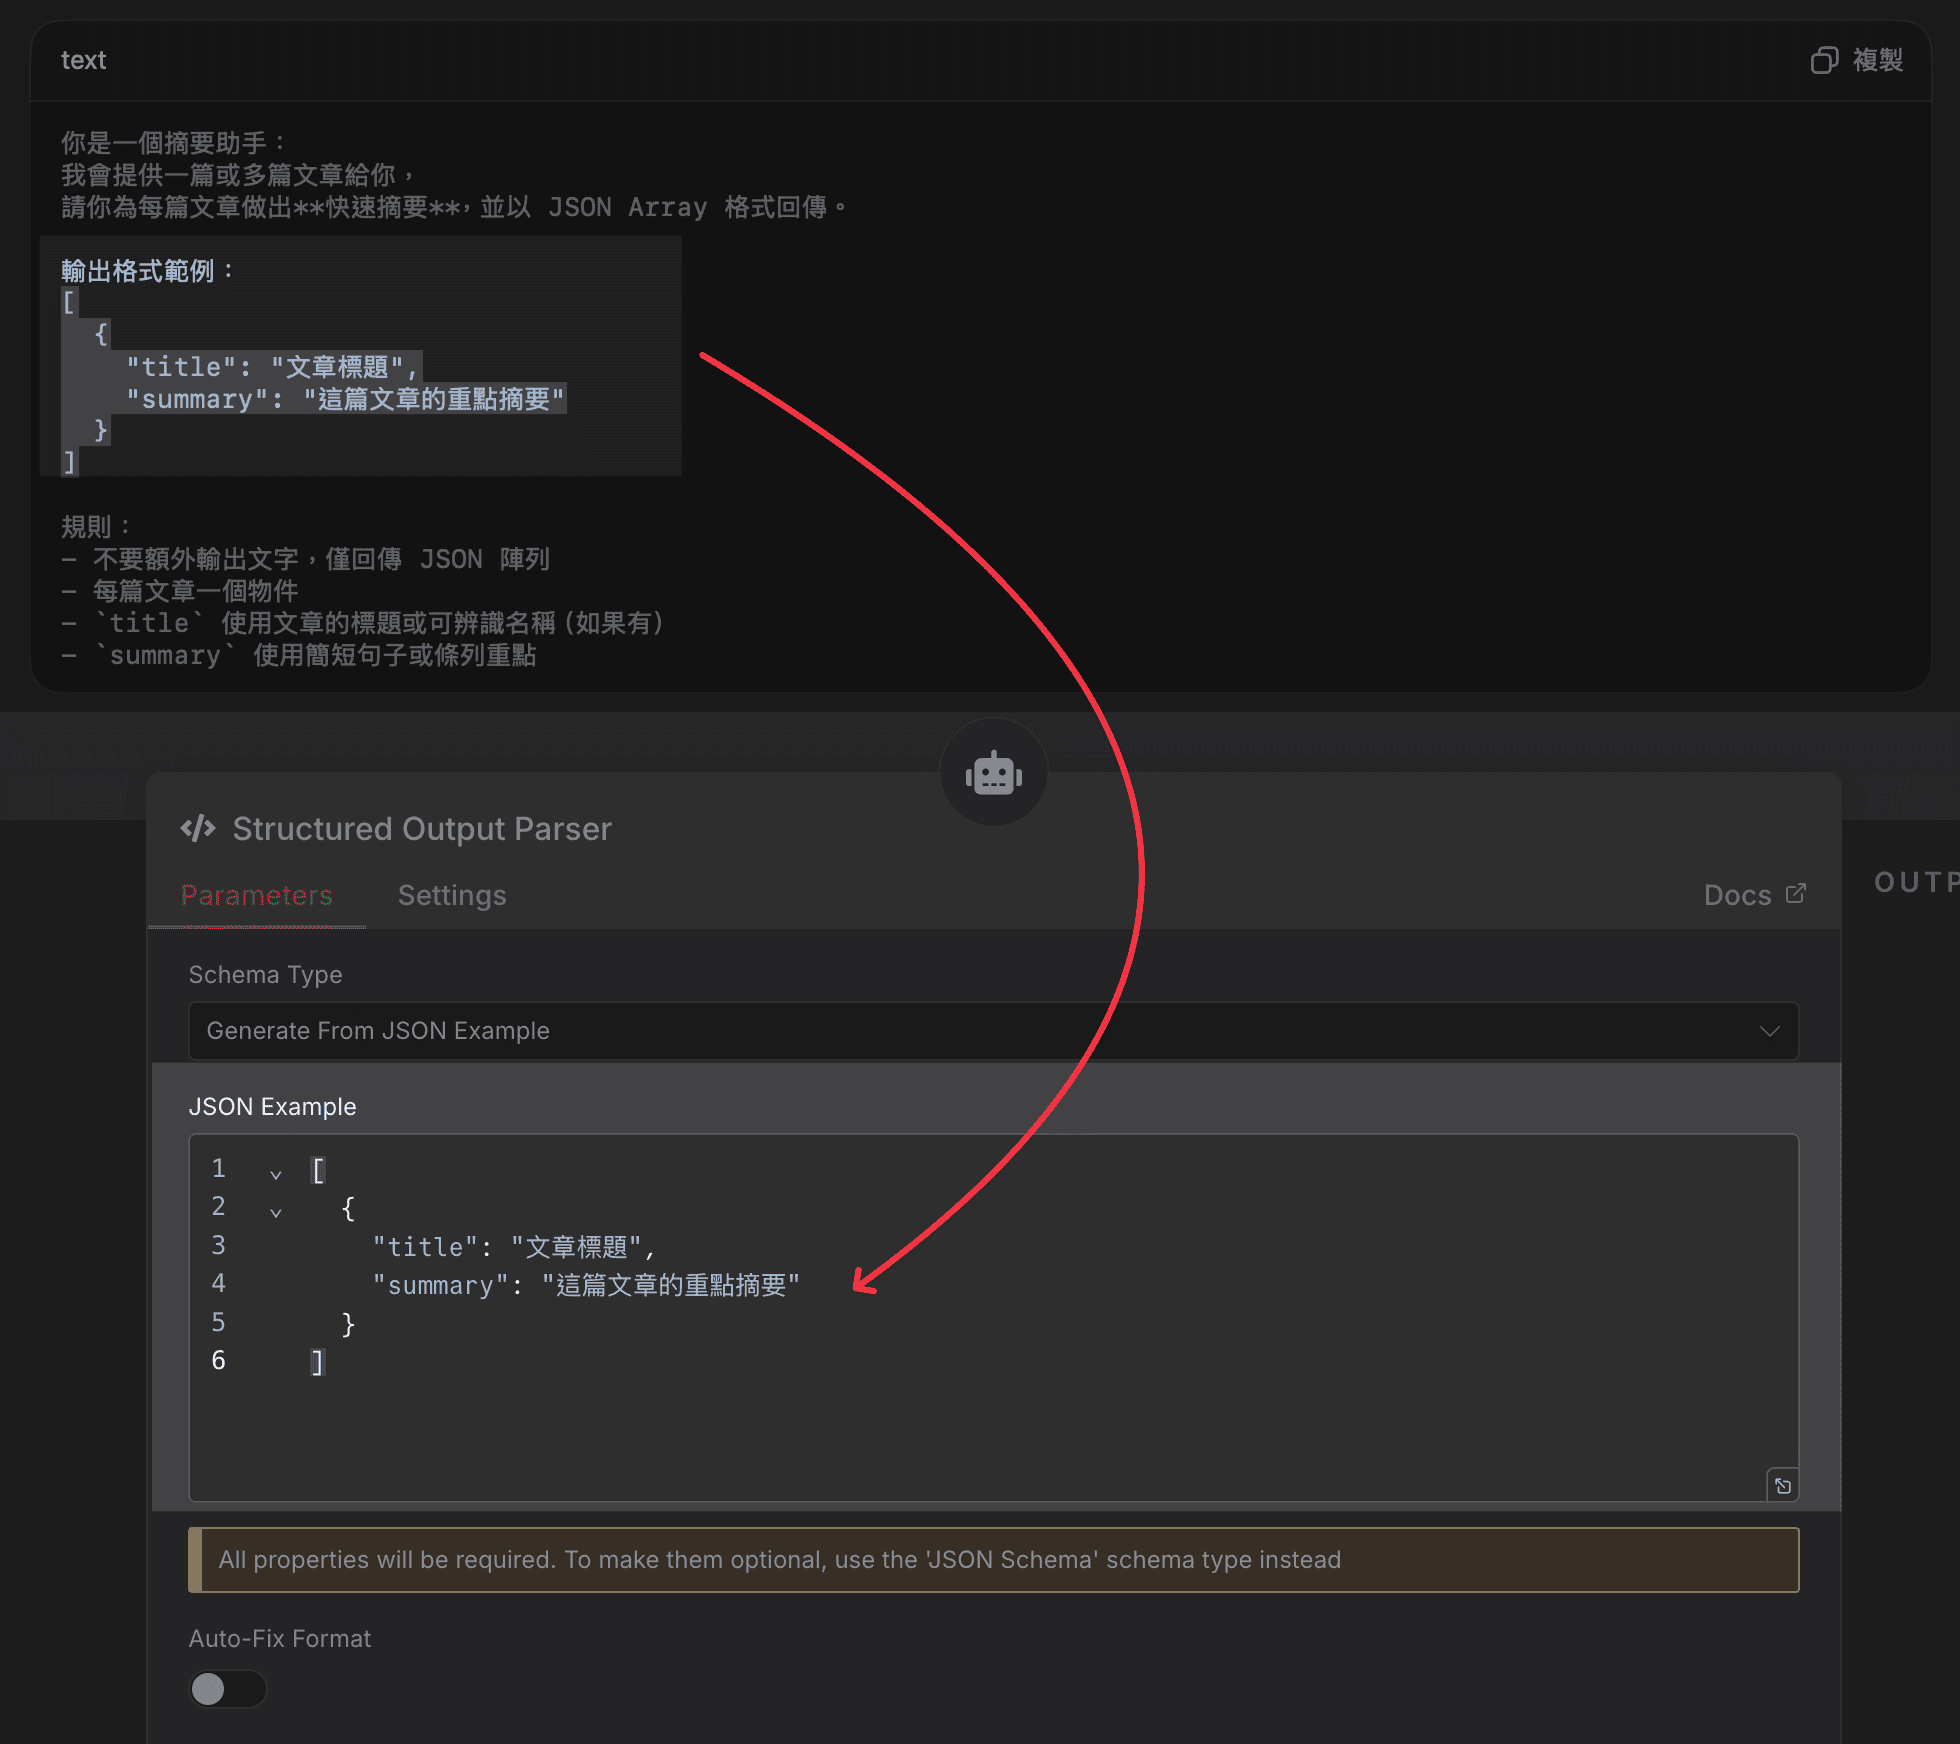 text
複製
你是一個摘要助手：
我會提供一篇或多篇文章給你，
請你為每篇文章做出**快速摘要**，並以 JSON Array 格式回傳。
輸出格式範例：
[
  {
    "title": "文章標題",
    "summary": "這篇文章的重點摘要"
  }
]
規則：
- 不要額外輸出文字，僅回傳 JSON 陣列
- 每篇文章一個物件
- `title` 使用文章的標題或可辨識名稱（如果有）
- `summary` 使用簡短句子或條列重點
Structured Output Parser
Parameters Settings Docs
OUTP
Schema Type
Generate From JSON Example
JSON Example
1 [
2   {
3     "title": "文章標題",
4     "summary": "這篇文章的重點摘要"
5   }
6 ]
All properties will be required. To make them optional, use the 'JSON Schema' schema type instead
Auto-Fix Format